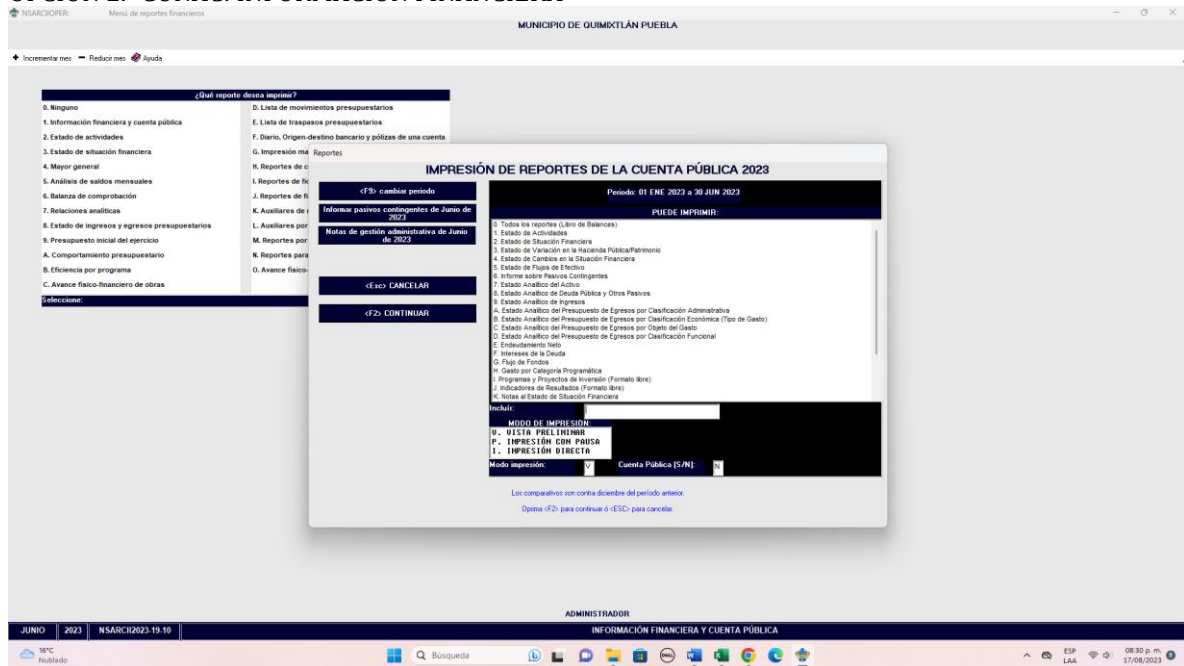 NSARCIOPER: Menú de reportes financieros
MUNICIPIO DE QUIMIXTLÁN PUEBLA
Incrementar mes Reducir mes Ayuda
¿Qué reporte desea imprimir?
0. Ninguno
1. Información financiera y cuenta pública
2. Estado de actividades
3. Estado de situación financiera
4. Mayor general
5. Análisis de saldos mensuales
6. Balanza de comprobación
7. Relaciones analíticas
8. Estado de ingresos y egresos presupuestarios
9. Presupuesto inicial del ejercicio
A. Comportamiento presupuestario
B. Eficiencia por programa
C. Avance físico-financiero de obras
D. Lista de movimientos presupuestarios
E. Lista de traspasos presupuestarios
F. Diario, Origen-destino bancario y pólizas de una cuenta
G. Impresión ma
H. Reportes de c
I. Reportes de fic
J. Reportes de fi
K. Auxiliares de
L. Auxiliares por
M. Reportes por
N. Reportes para
O. Avance físico-
Seleccione:
Reportes
IMPRESIÓN DE REPORTES DE LA CUENTA PÚBLICA 2023
<F9> cambiar periodo
Informar pasivos contingentes de Junio de 2023
Notas de gestión administrativa de Junio de 2023
<Esc> CANCELAR
<F2> CONTINUAR
Periodo: 01 ENE 2023 a 30 JUN 2023
PUEDE IMPRIMIR:
0. Todos los reportes (Libro de Balances)
1. Estado de Actividades
2. Estado de Situación Financiera
3. Estado de Variación en la Hacienda Pública/Patrimonio
4. Estado de Cambios en la Situación Financiera
5. Estado de Flujos de Efectivo
6. Informe sobre Pasivos Contingentes
7. Estado Analítico del Activo
8. Estado Analítico de Deuda Pública y Otros Pasivos
9. Estado Analítico de Ingresos
A. Estado Analítico del Presupuesto de Egresos por Clasificación Administrativa
B. Estado Analítico del Presupuesto de Egresos por Clasificación Económica (Tipo de Gasto)
C. Estado Analítico del Presupuesto de Egresos por Objeto del Gasto
D. Estado Analítico del Presupuesto de Egresos por Clasificación Funcional
E. Endeudamiento Neto
F. Intereses de la Deuda
G. Flujo de Fondos
H. Gasto por Categoría Programática
I. Programas y Proyectos de Inversión (Formato libre)
J. Indicadores de Resultados (Formato libre)
K. Notas al Estado de Situación Financiera
Incluir:
MODO DE IMPRESIÓN:
V. VISTA PRELIMINAR
P. IMPRESIÓN CON PAUSA
I. IMPRESIÓN DIRECTA
Modo impresión: V Cuenta Pública [S/N]: N
Los comparativos son contra diciembre del periodo anterior.
Oprima <F2> para continuar ó <ESC> para cancelar.
ADMINISTRADOR
JUNIO 2023 NSARCII2023-19.10 INFORMACIÓN FINANCIERA Y CUENTA PÚBLICA
16°C
Nublado
Búsqueda
ESP
LAA
08:30 p. m.
17/08/2023